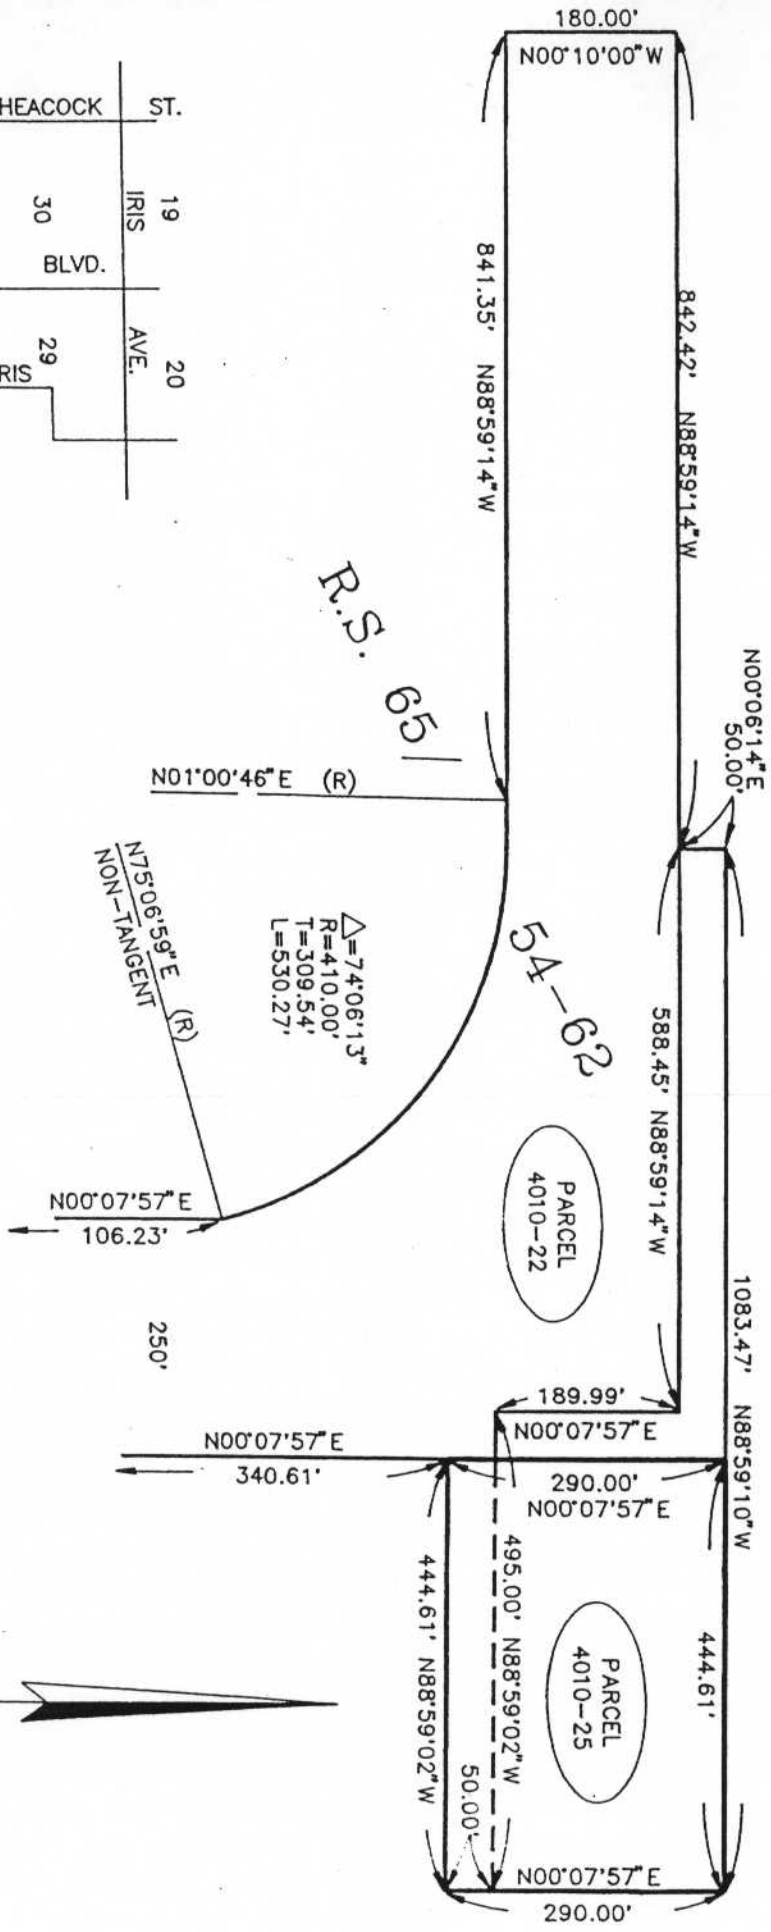 180.00'
N00°10'00"W
HEACOCK ST.
19
IRIS
30
BLVD.
AVE.
29
20
RIS
841.35' N88°59'14"W
842.42' N88°59'14"W
R.S. 65/
54-62
N00°06'14"E
50.00'
N01°00'46"E (R)
N75°06'59"E (R)
NON-TANGENT
△=74°06'13"
R=410.00'
T=309.54'
L=530.27'
588.45' N88°59'14"W
PARCEL
4010-22
N00°07'57"E
106.23'
250'
1083.47' N88°59'10"W
189.99'
N00°07'57"E
N00°07'57"E
340.61'
290.00'
N00°07'57"E
495.00' N88°59'02"W
444.61' N88°59'02"W
PARCEL
4010-25
444.61'
50.00'
N00°07'57"E
290.00'